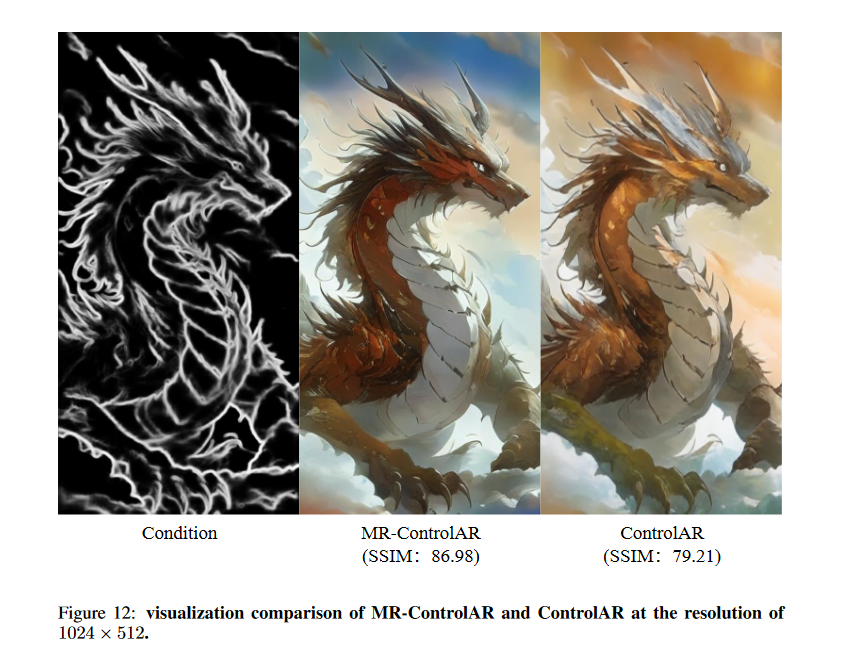 Condition
MR-ControlAR
(SSIM：86.98)
ControlAR
(SSIM：79.21)
Figure 12: visualization comparison of MR-ControlAR and ControlAR at the resolution of
1024 × 512.